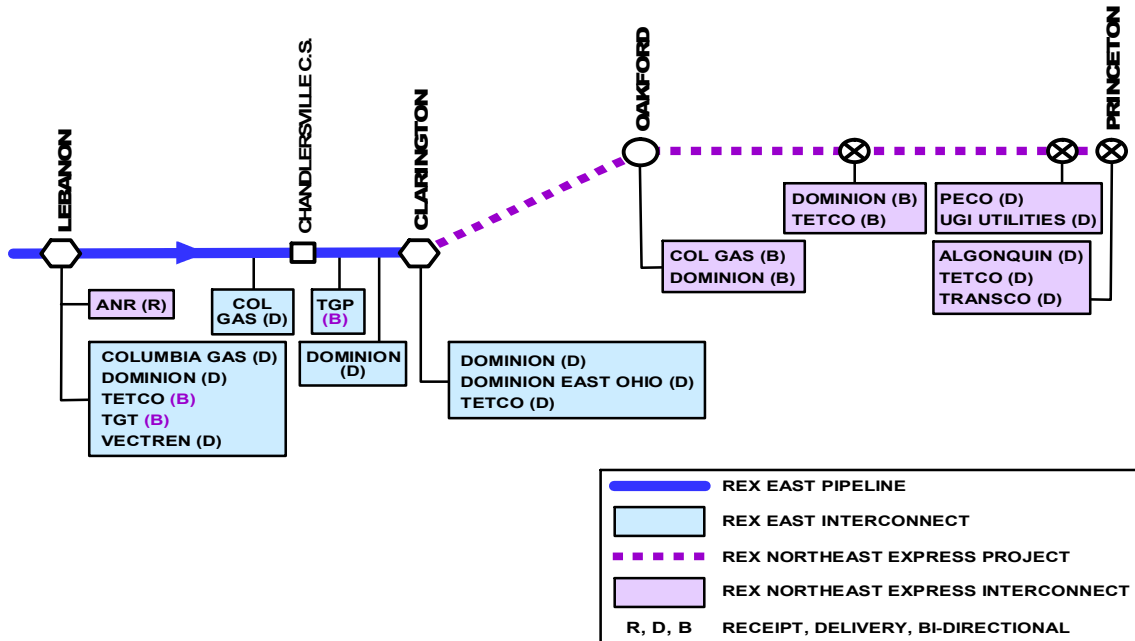 LEBANON
CHANDLERSVILLE C.S.
CLARINGTON
OAKFORD
PRINCETON
ANR (R)
COLUMBIA GAS (D)
DOMINION (D)
TETCO (B)
TGT (B)
VECTREN (D)
COL
GAS (D)
TGP
(B)
DOMINION
(D)
DOMINION (D)
DOMINION EAST OHIO (D)
TETCO (D)
COL GAS (B)
DOMINION (B)
DOMINION (B)
TETCO (B)
PECO (D)
UGI UTILITIES (D)
ALGONQUIN (D)
TETCO (D)
TRANSCO (D)
REX EAST PIPELINE
REX EAST INTERCONNECT
REX NORTHEAST EXPRESS PROJECT
REX NORTHEAST EXPRESS INTERCONNECT
R, D, B RECEIPT, DELIVERY, BI-DIRECTIONAL